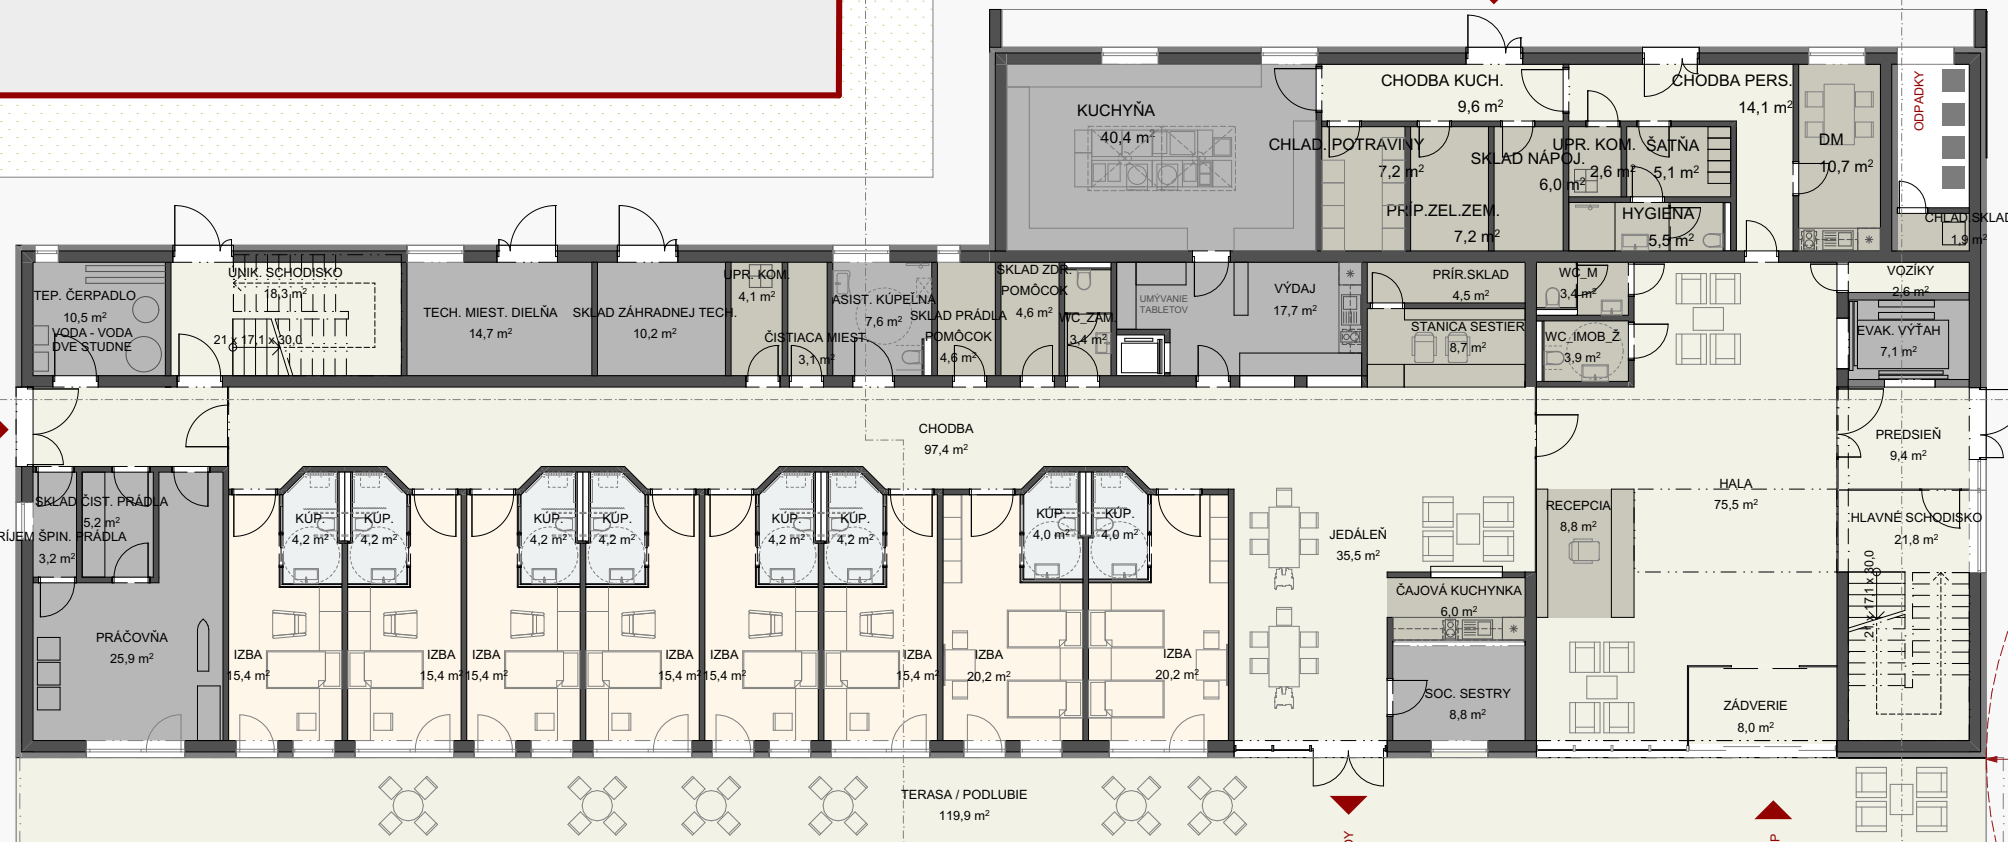 KUCHYŇA
40,4 m²
CHODBA KUCH.
9,6 m²
CHODBA PERS.
14,1 m²
ODPADKY
DM
10,7 m²
CHLAD. POTRAVINY
7,2 m²
SKLAD NÁPOJ.
6,0 m²
UPR. KOM.
2,6 m²
ŠATŇA
5,1 m²
PRÍP.ZEL.ZEM.
7,2 m²
HYGIENA
5,5 m²
CHLAD.SKLAD
1,9 m²
TEP. ČERPADLO
10,5 m²
VODA - VODA
DVE STUDNE
UNIK. SCHODISKO
18,3 m²
21 x 17,1 x 30,0
TECH. MIEST. DIELŇA
14,7 m²
SKLAD ZÁHRADNEJ TECH.
10,2 m²
UPR. KOM.
4,1 m²
ČISTIACA MIEST.
3,1 m²
ASIST. KÚPEĽNA
7,6 m²
SKLAD PRÁDLA
POMÔCOK
4,6 m²
SKLAD ZDR.
POMÔCOK
4,6 m²
WC_ZAM.
3,4 m²
UMÝVANIE
TABLETOV
VÝDAJ
17,7 m²
PRÍR.SKLAD
4,5 m²
STANICA SESTIER
8,7 m²
WC_M
3,4 m²
WC_IMOB_Ž
3,9 m²
VOZÍKY
2,6 m²
EVAK. VÝŤAH
7,1 m²
CHODBA
97,4 m²
PREDSIEŇ
9,4 m²
HALA
75,5 m²
RECEPCIA
8,8 m²
HLAVNÉ SCHODISKO
21,8 m²
21 x 17,1 x 30,0
SKLAD ČIST. PRÁDLA
5,2 m²
RÍJEM ŠPIN. PRÁDLA
3,2 m²
PRÁČOVŇA
25,9 m²
KÚP.
4,2 m²
KÚP.
4,2 m²
KÚP.
4,2 m²
KÚP.
4,2 m²
KÚP.
4,2 m²
KÚP.
4,2 m²
KÚP.
4,0 m²
KÚP.
4,0 m²
IZBA
15,4 m²
IZBA
15,4 m²
IZBA
15,4 m²
IZBA
15,4 m²
IZBA
15,4 m²
IZBA
15,4 m²
IZBA
20,2 m²
IZBA
20,2 m²
JEDÁLEŇ
35,5 m²
ČAJOVÁ KUCHYNKA
6,0 m²
SOC. SESTRY
8,8 m²
ZÁDVERIE
8,0 m²
TERASA / PODLUBIE
119,9 m²